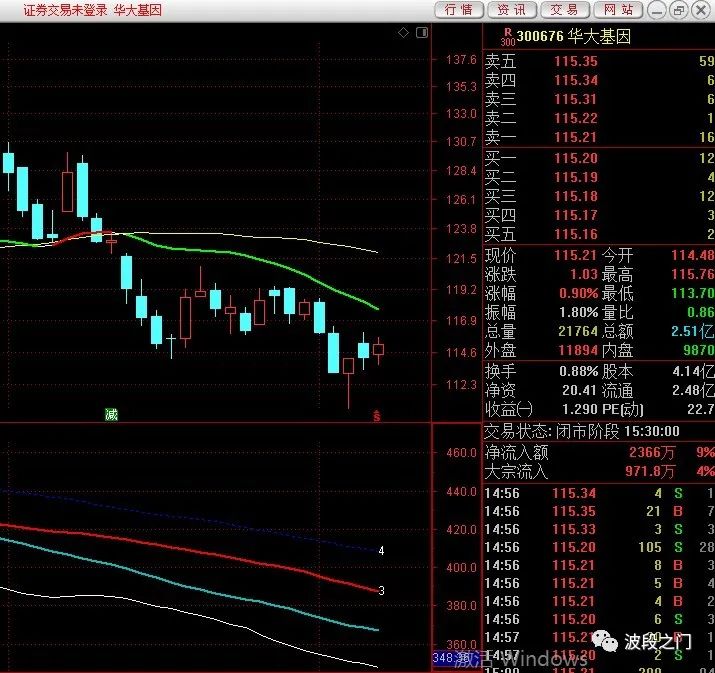 证券交易未登录 华大基因 行情 资讯 交易 网站
R 300 300676 华大基因
137.6
135.3
133.0
130.7
128.4
126.1
123.8
121.5
119.2
116.9
114.6
112.3
减
$
卖五 115.35 59
卖四 115.34 6
卖三 115.31 6
卖二 115.22 1
卖一 115.21 16
买一 115.20 12
买二 115.19 4
买三 115.18 12
买四 115.17 3
买五 115.16 2
现价 115.21 今开 114.48
涨跌 1.03 最高 115.76
涨幅 0.90% 最低 113.70
振幅 1.80% 量比 0.86
总量 21764 总额 2.51亿
外盘 11894 内盘 9870
换手 0.88% 股本 4.14亿
净资 20.41 流通 2.48亿
收益㈠ 1.290 PE(动) 22.7
交易状态: 闭市阶段 15:30:00
净流入额 2366万 9%
大宗流入 971.8万 4%
460.0
440.0
420.0
400.0
380.0
360.0
4
3
14:56 115.34 4 S 1
14:56 115.35 21 B 7
14:56 115.33 3 S 3
14:56 115.20 105 S 28
14:56 115.21 8 B 3
14:56 115.21 5 B 4
14:56 115.21 4 B 2
14:56 115.20 6 S 3
14:57 115.21 20 B
14:57 115.20 2 S 1
波段之门
激活 Windows